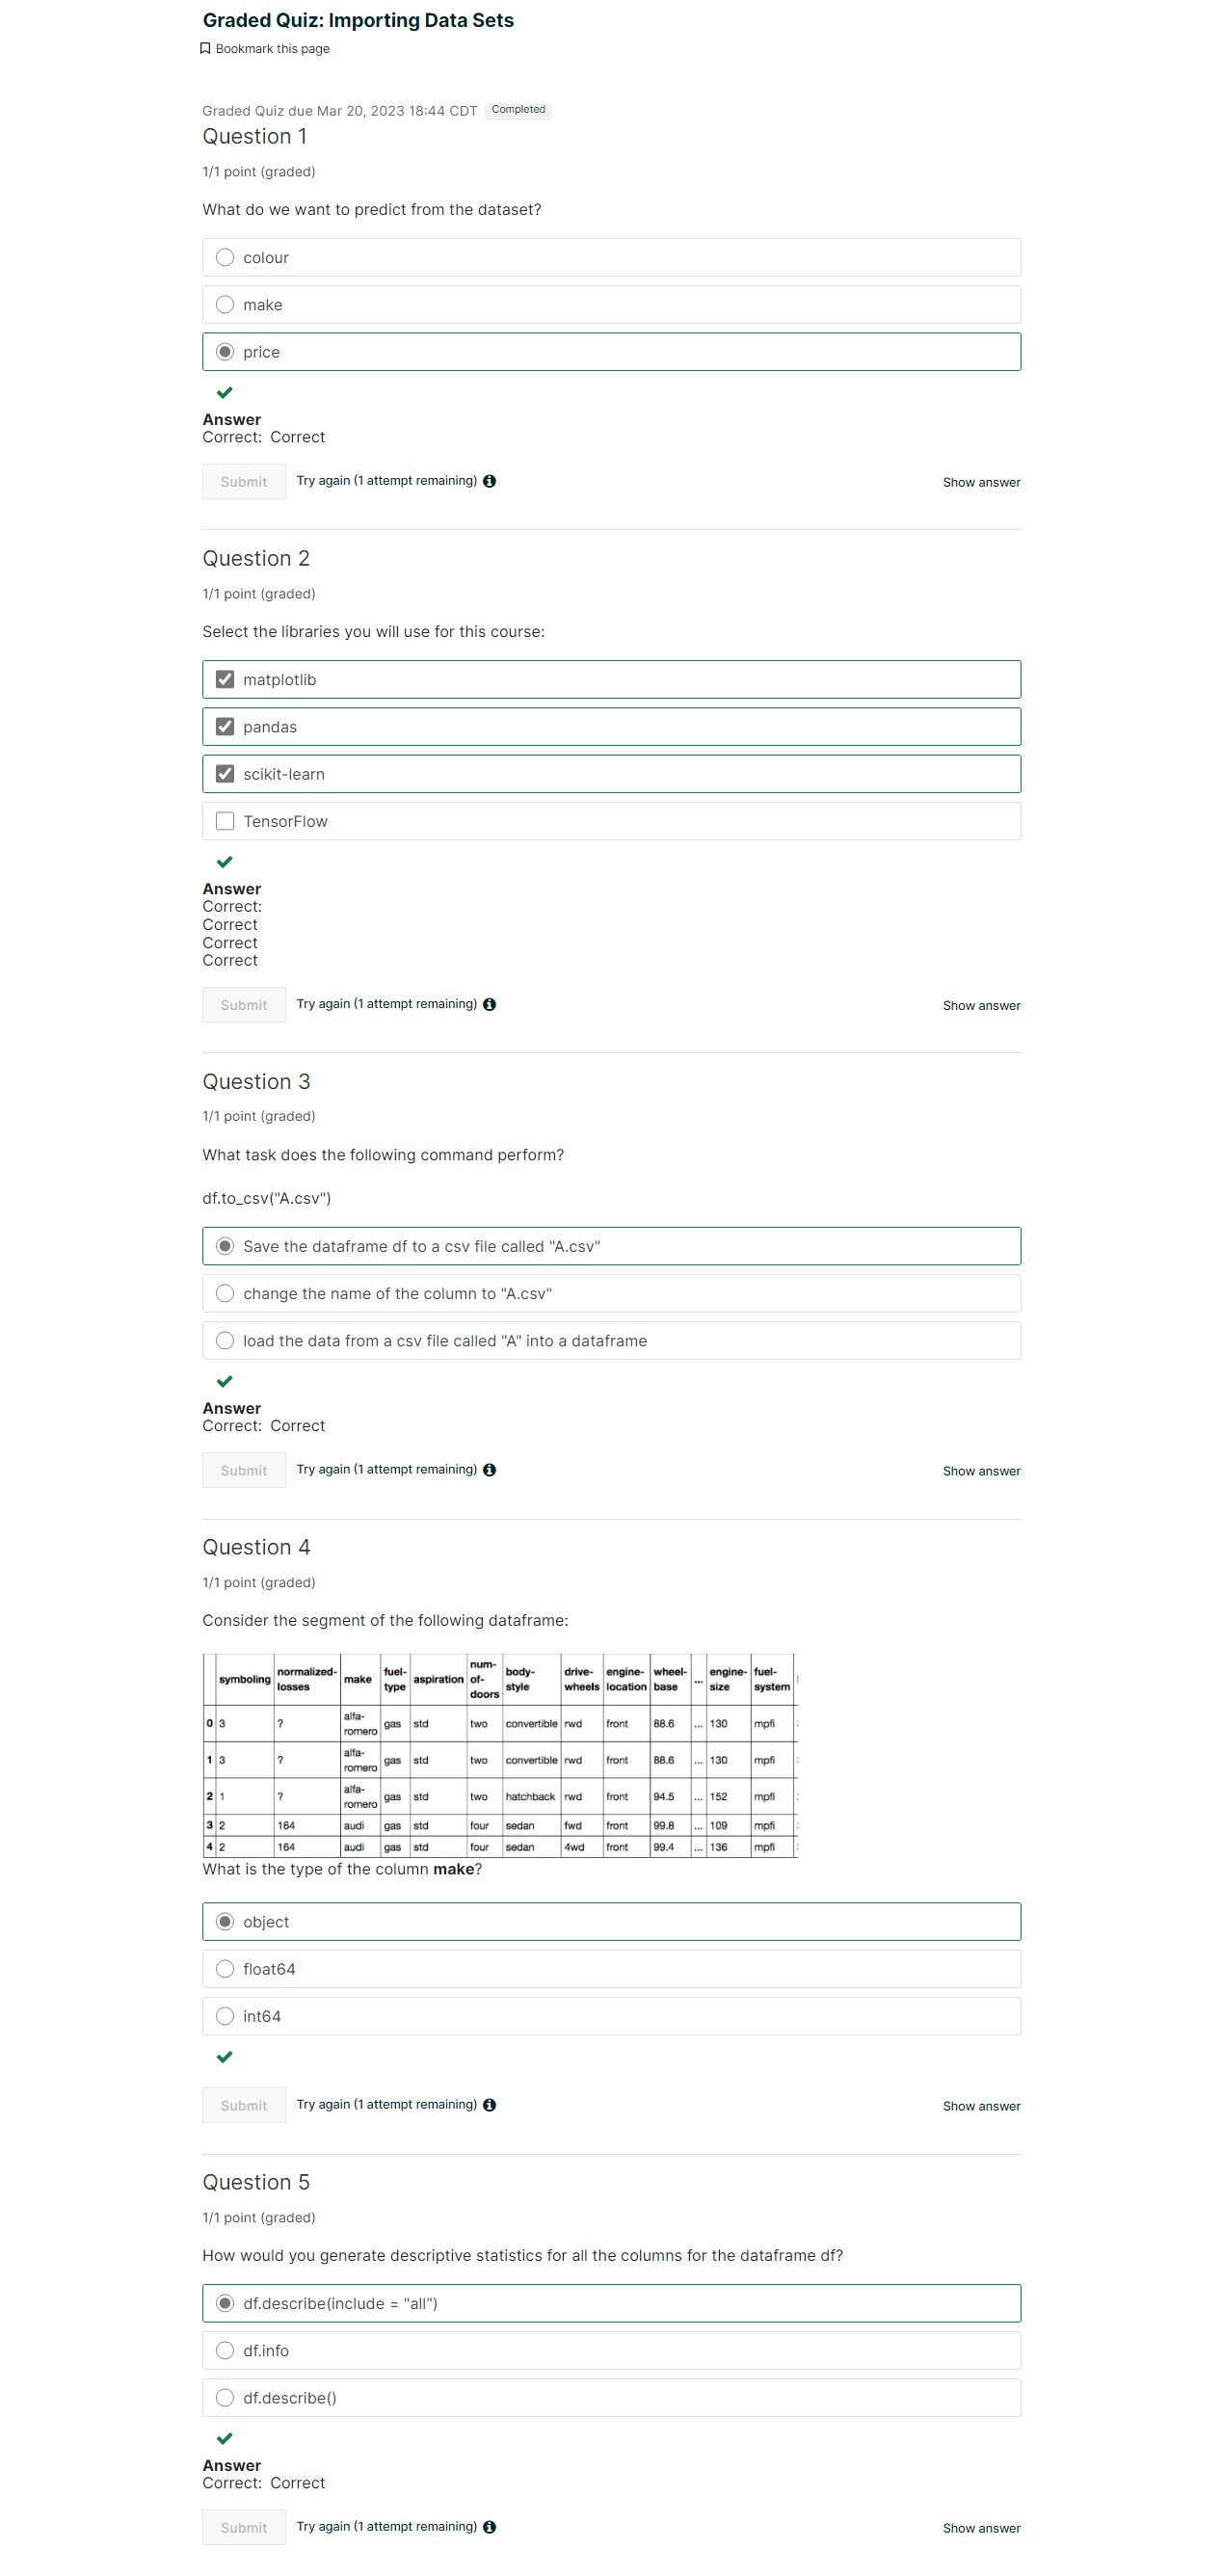 Graded Quiz: Importing Data Sets
Bookmark this page
Graded Quiz due Mar 20, 2023 18:44 CDT Completed
Question 1
1/1 point (graded)
What do we want to predict from the dataset?
colour
make
price
Answer
Correct: Correct
Submit Try again (1 attempt remaining) Show answer
Question 2
1/1 point (graded)
Select the libraries you will use for this course:
matplotlib
pandas
scikit-learn
TensorFlow
Answer
Correct:
Correct
Correct
Correct
Submit Try again (1 attempt remaining) Show answer
Question 3
1/1 point (graded)
What task does the following command perform?
df.to_csv("A.csv")
Save the dataframe df to a csv file called "A.csv"
change the name of the column to "A.csv"
load the data from a csv file called "A" into a dataframe
Answer
Correct: Correct
Submit Try again (1 attempt remaining) Show answer
Question 4
1/1 point (graded)
Consider the segment of the following dataframe:
symboling normalized-losses make fuel-type aspiration num-of-doors body-style drive-wheels engine-location wheel-base ... engine-size fuel-system
0 3 ? alfa-romero gas std two convertible rwd front 88.6 ... 130 mpfi
1 3 ? alfa-romero gas std two convertible rwd front 88.6 ... 130 mpfi
2 1 ? alfa-romero gas std two hatchback rwd front 94.5 ... 152 mpfi
3 2 164 audi gas std four sedan fwd front 99.8 ... 109 mpfi
4 2 164 audi gas std four sedan 4wd front 99.4 ... 136 mpfi
What is the type of the column make?
object
float64
int64
Submit Try again (1 attempt remaining) Show answer
Question 5
1/1 point (graded)
How would you generate descriptive statistics for all the columns for the dataframe df?
df.describe(include = "all")
df.info
df.describe()
Answer
Correct: Correct
Submit Try again (1 attempt remaining) Show answer